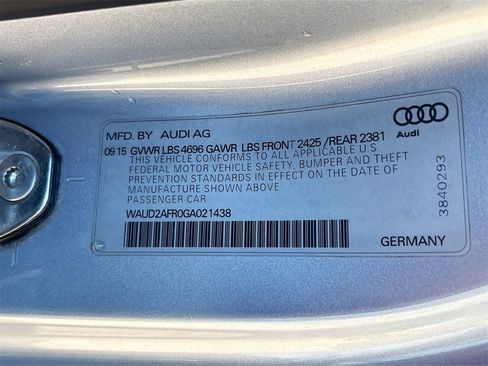 MFD. BY AUDI AG
09 15 GVWR LBS 4696 GAWR LBS FRONT 2425 /REAR 2381
THIS VEHICLE CONFORMS TO ALL APPLICABLE U.S.
FEDERAL MOTOR VEHICLE SAFETY, BUMPER AND THEFT
PREVENTION STANDARDS IN EFFECT ON THE DATE OF
MANUFACTURE SHOWN ABOVE
PASSENGER CAR
WAUD2AFR0GA021438
GERMANY
Audi
3840293